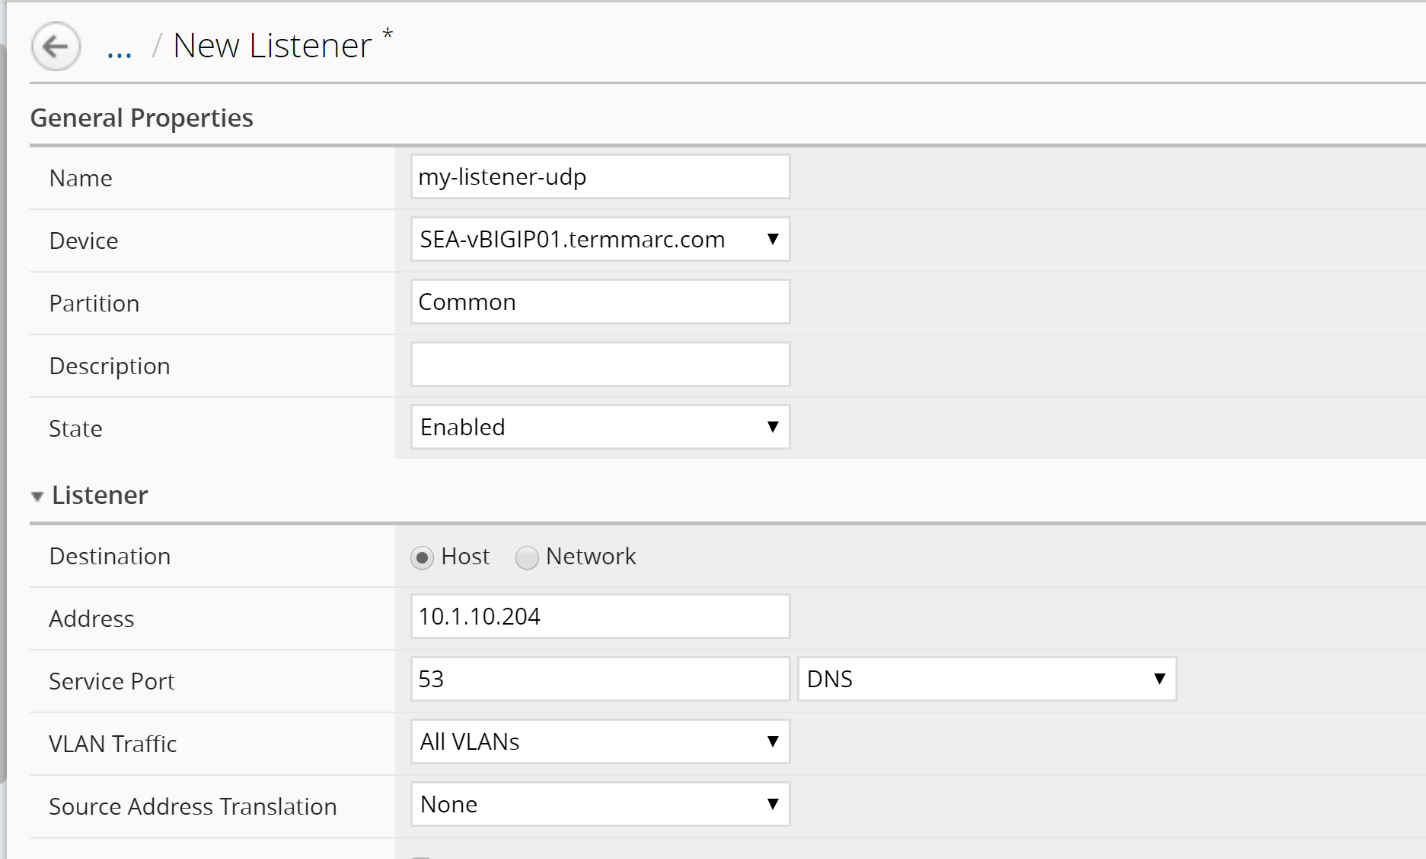 ... / New Listener *
General Properties
Name my-listener-udp
Device SEA-vBIGIP01.termmarc.com
Partition Common
Description
State Enabled
Listener
Destination Host Network
Address 10.1.10.204
Service Port 53 DNS
VLAN Traffic All VLANs
Source Address Translation None